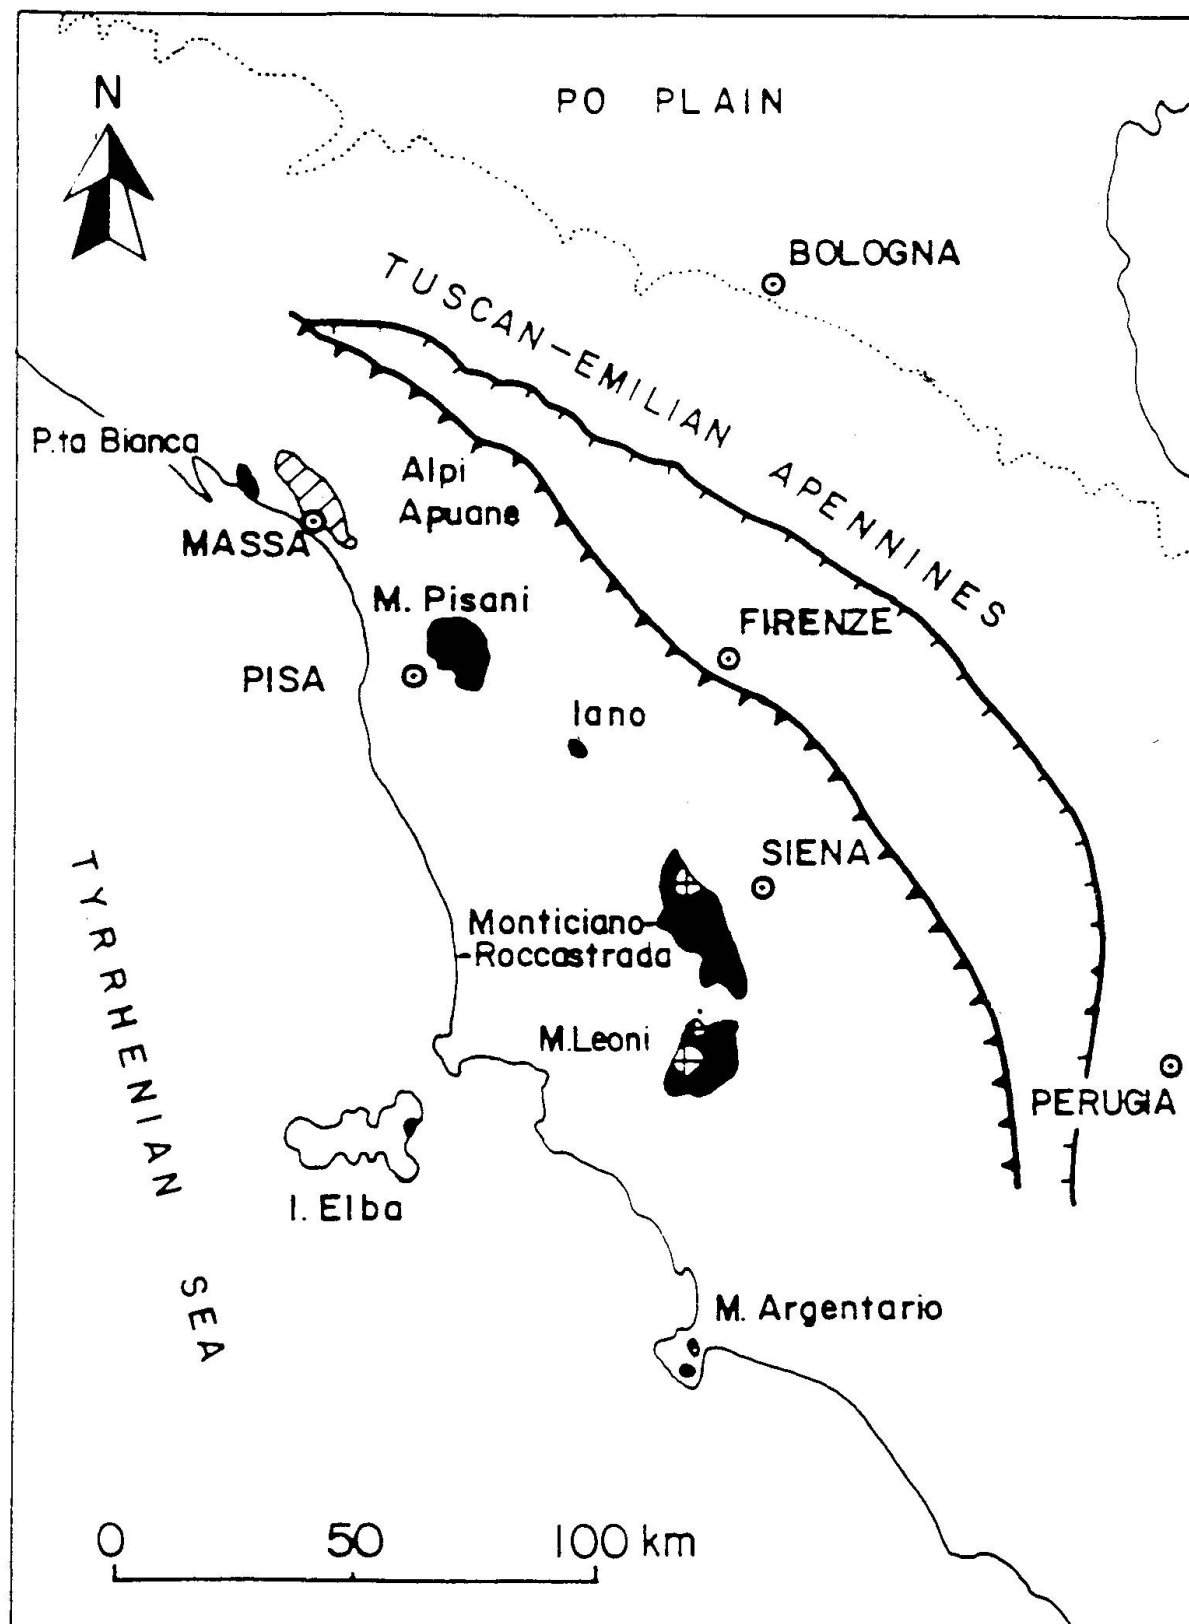 N
PO PLAIN
BOLOGNA
TUSCAN-EMILIAN APENNINES
P.ta Bianca
Alpi
Apuane
MASSA
M. Pisani
FIRENZE
PISA
Iano
SIENA
TYRRHENIAN SEA
Monticiano-
-Roccastrada
M.Leoni
PERUGIA
I. Elba
M. Argentario
0 50 100 km